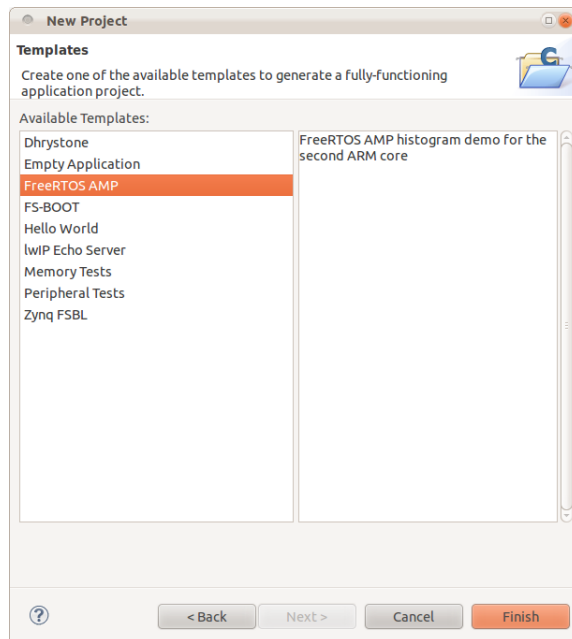 New Project
Templates
Create one of the available templates to generate a fully-functioning
application project.
Available Templates:
Dhrystone
Empty Application
FreeRTOS AMP
FS-BOOT
Hello World
lwIP Echo Server
Memory Tests
Peripheral Tests
Zynq FSBL
FreeRTOS AMP histogram demo for the
second ARM core
C
?
< Back
Next >
Cancel
Finish